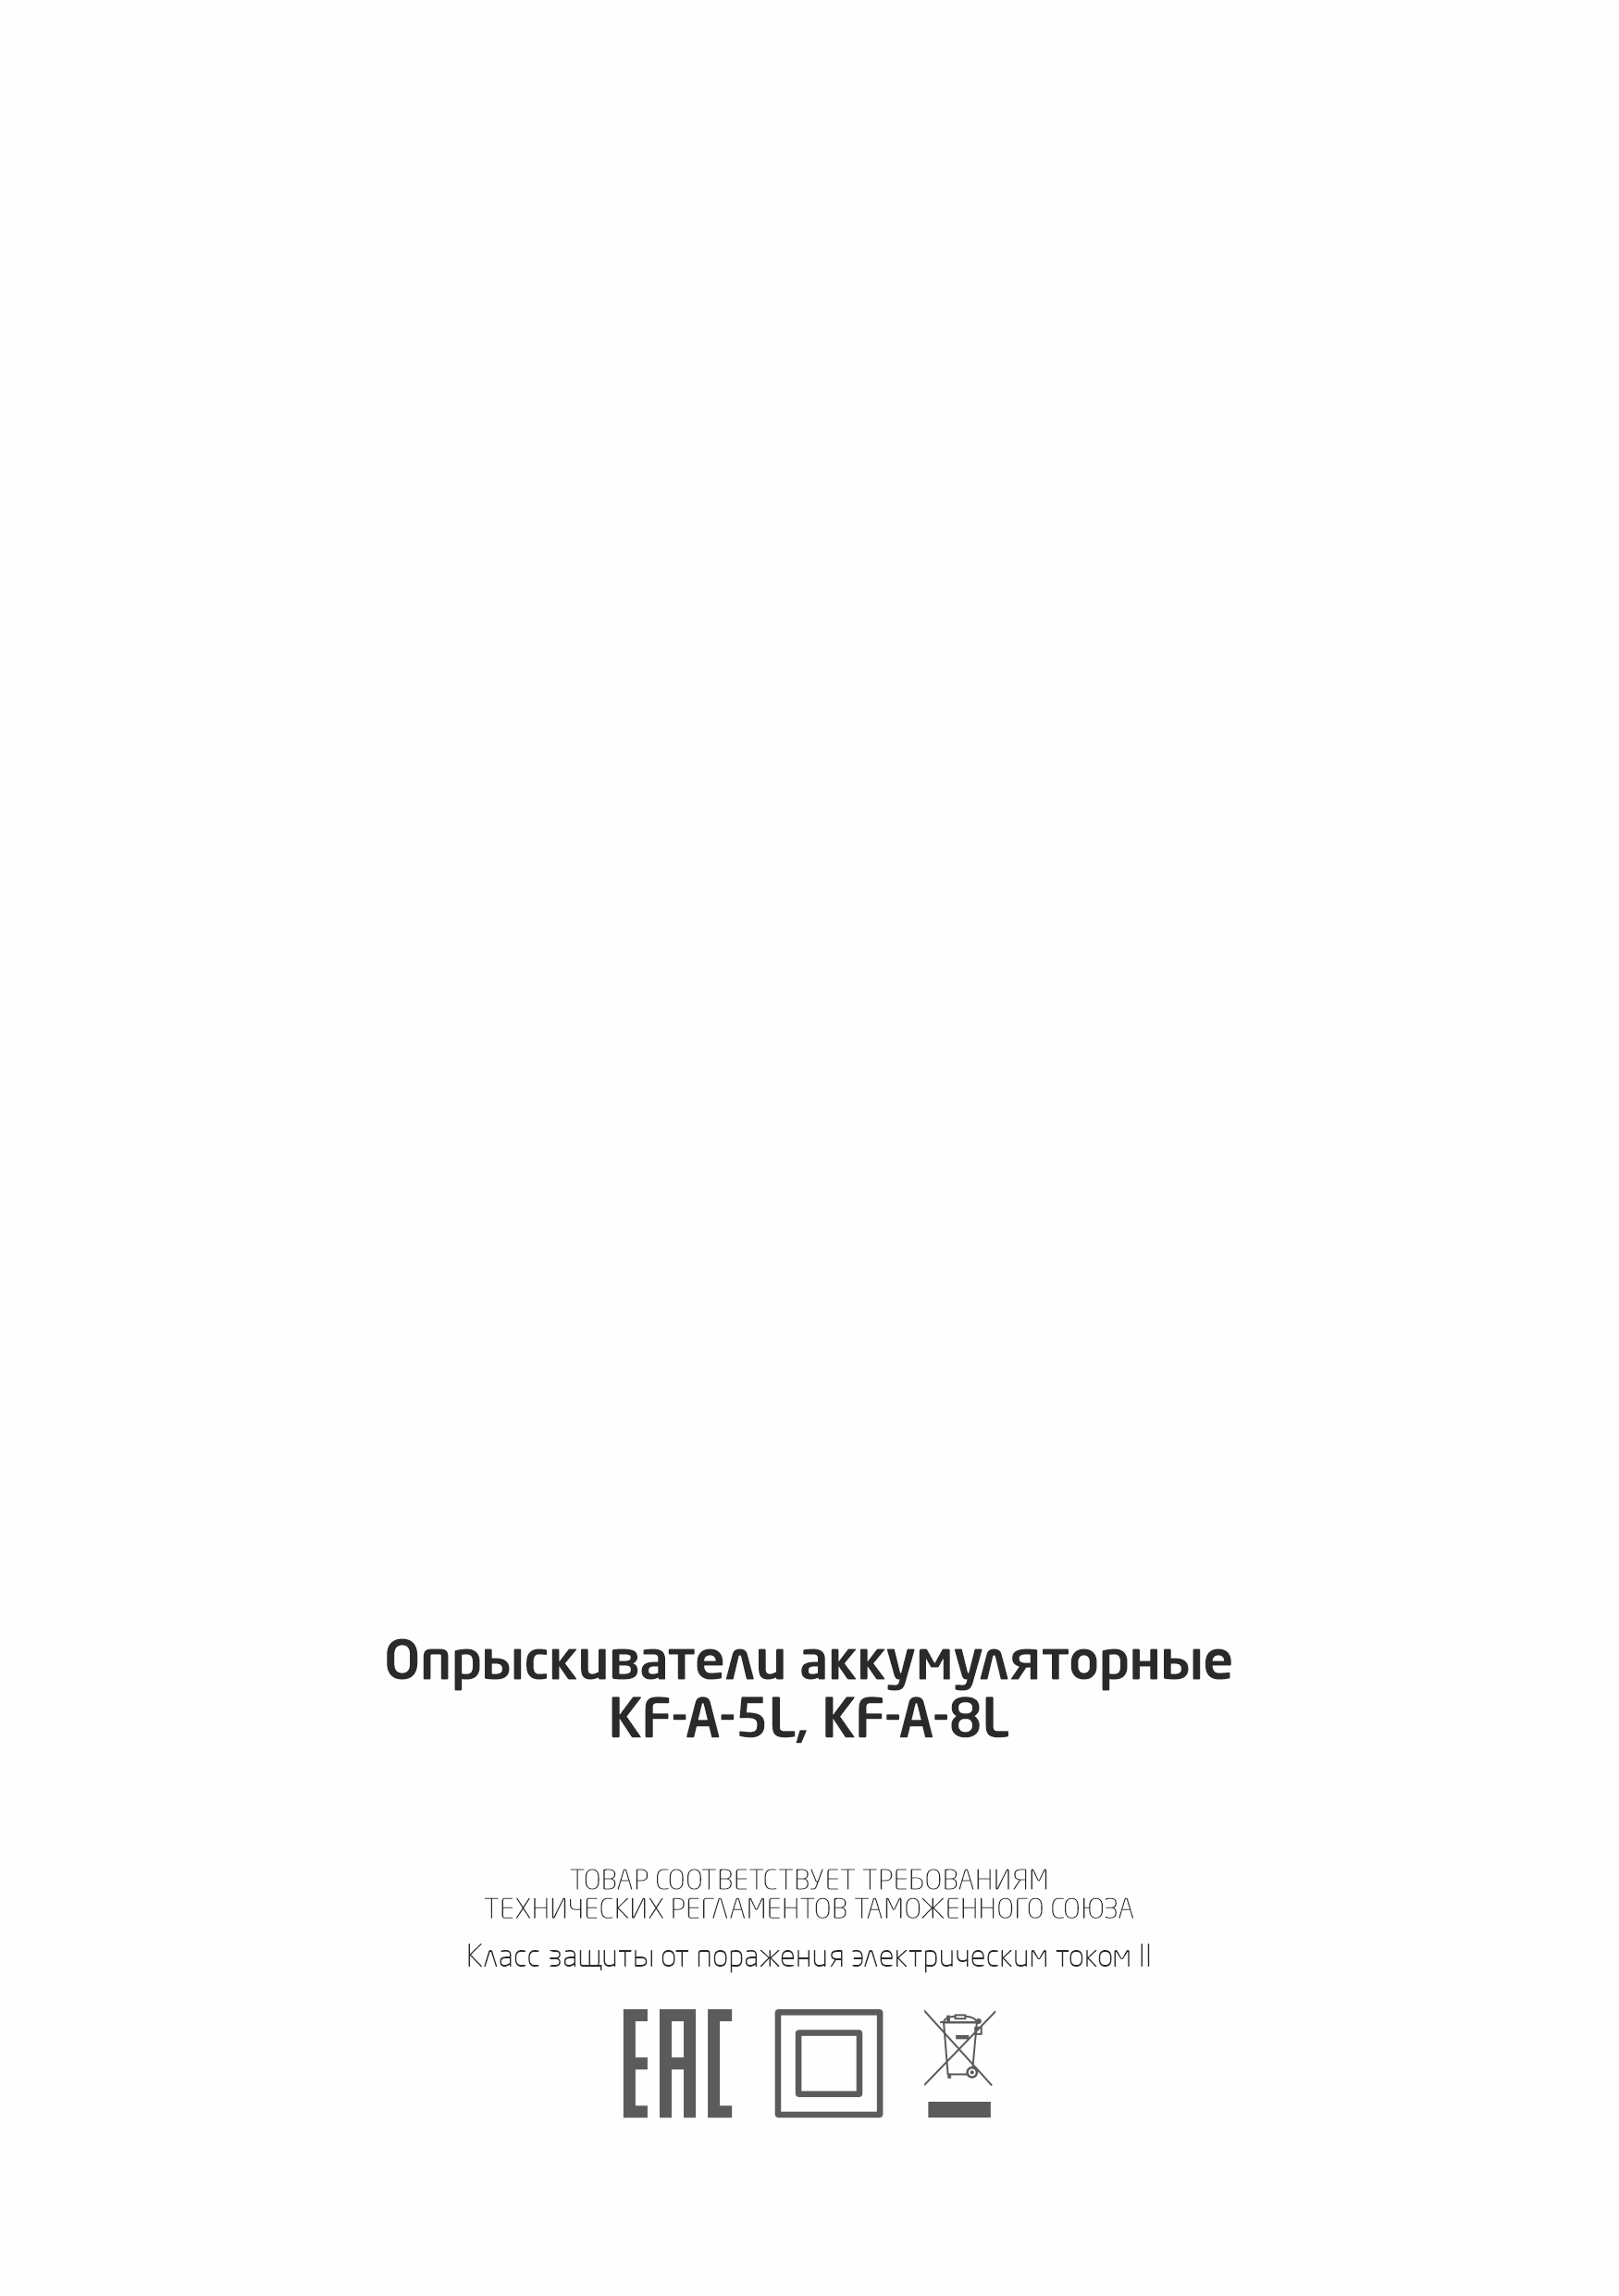 Опрыскиватели аккумуляторные
KF-A-5L, KF-A-8L
ТОВАР СООТВЕТСТВУЕТ ТРЕБОВАНИЯМ
ТЕХНИЧЕСКИХ РЕГЛАМЕНТОВ ТАМОЖЕННОГО СОЮЗА
Класс защиты от поражения электрическим током II
EAC